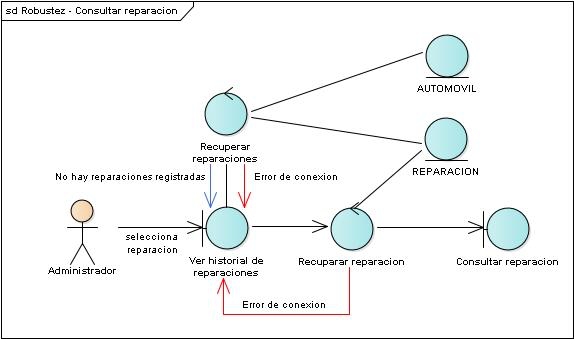 sd Robustez - Consultar reparacion
AUTOMOVIL
Recuperar
reparaciones
REPARACION
No hay reparaciones registradas
Error de conexion
selecciona
reparacion
Administrador
Ver historial de
reparaciones
Recuparar reparacion
Consultar reparacion
Error de conexion